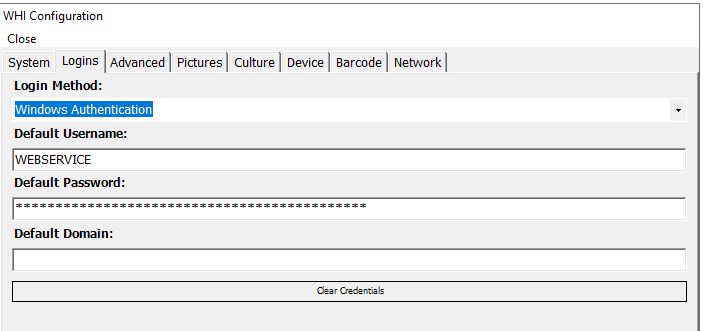 WHI Configuration
Close
System Logins Advanced Pictures Culture Device Barcode Network
Login Method:
Windows Authentication
Default Username:
WEBSERVICE
Default Password:
********************************************
Default Domain:
Clear Credentials